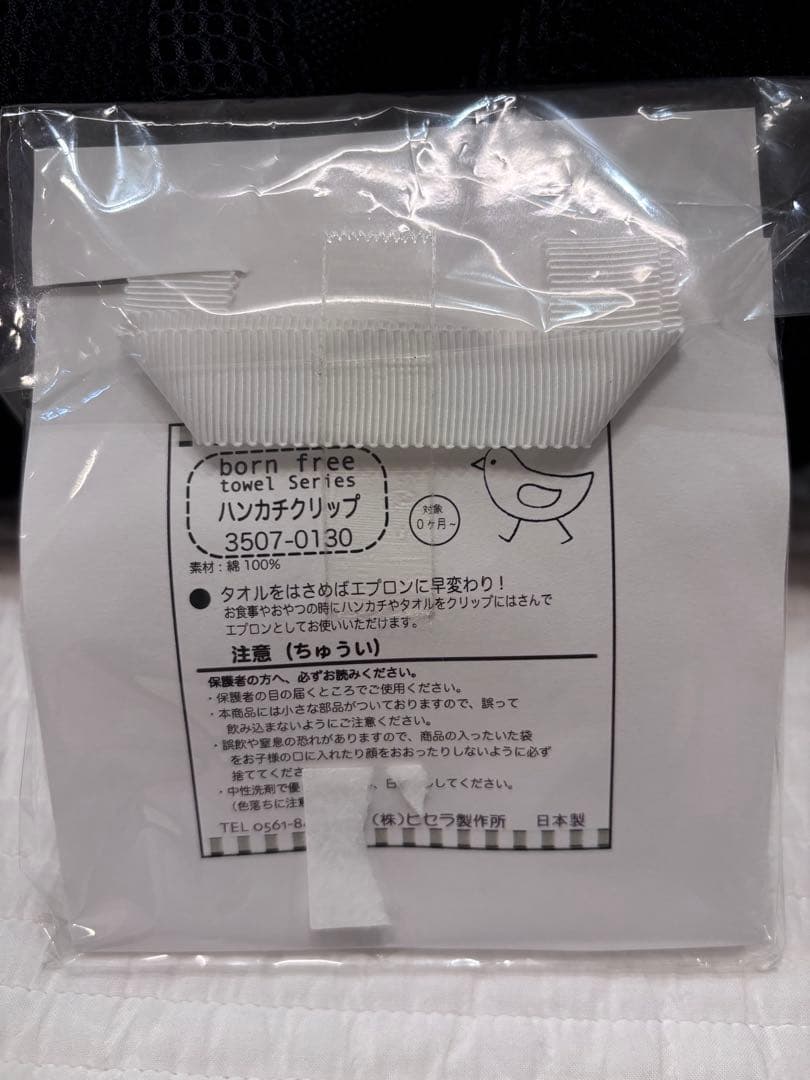 born free
towel Series
ハンカチクリップ
3507-0130
対象
0ヶ月~
素材:綿100%
● タオルをはさめばエプロンに早変わり!
お食事やおやつの時にハンカチやタオルをクリップにはさんで
エプロンとしてお使いいただけます。
注意(ちゅうい)
保護者の方へ、必ずお読みください。
・保護者の目の届くところでご使用ください。
・本商品には小さな部品がついておりますので、誤って
飲み込まないようにご注意ください。
・誤飲や窒息の恐れがありますので、商品の入ったいた袋
をお子様の口に入れたり顔をおおったりしないように必ず
捨ててくださ
・中性洗剤で優 してください。
(色落ちに注意
TEL 0561-8 (株)ヒセラ製作所 日本製